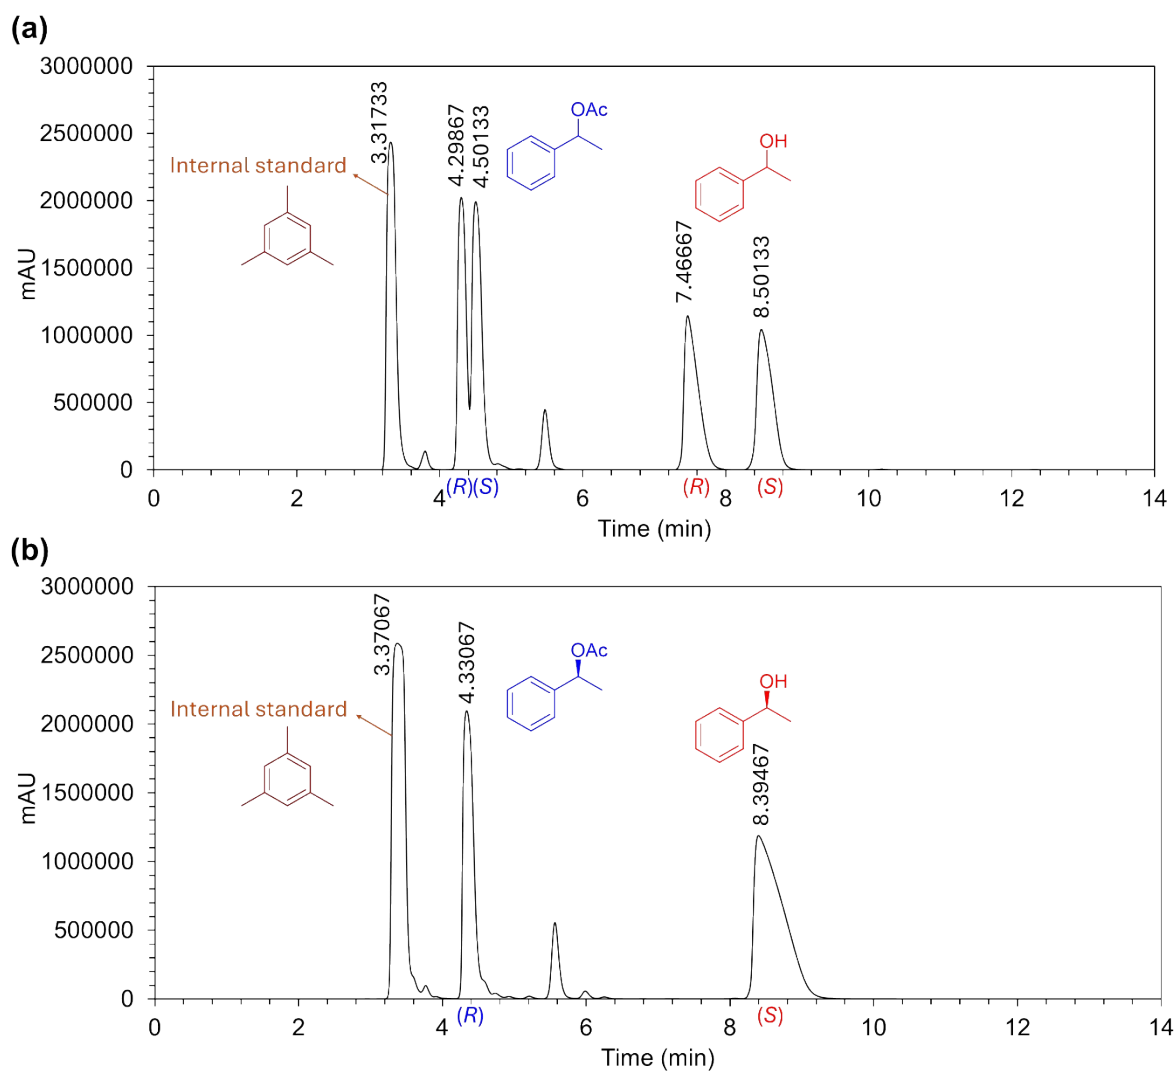 (a)
3000000
2500000
2000000
1500000
1000000
500000
0
mAU
3.31733
4.29867
4.50133
7.46667
8.50133
Internal standard
OAc
OH
0 2 4 6 8 10 12 14
(R)(S) (R) (S)
Time (min)
(b)
3000000
2500000
2000000
1500000
1000000
500000
0
mAU
3.37067
4.33067
8.39467
Internal standard
OAc
OH
0 2 4 6 8 10 12 14
(R) (S)
Time (min)